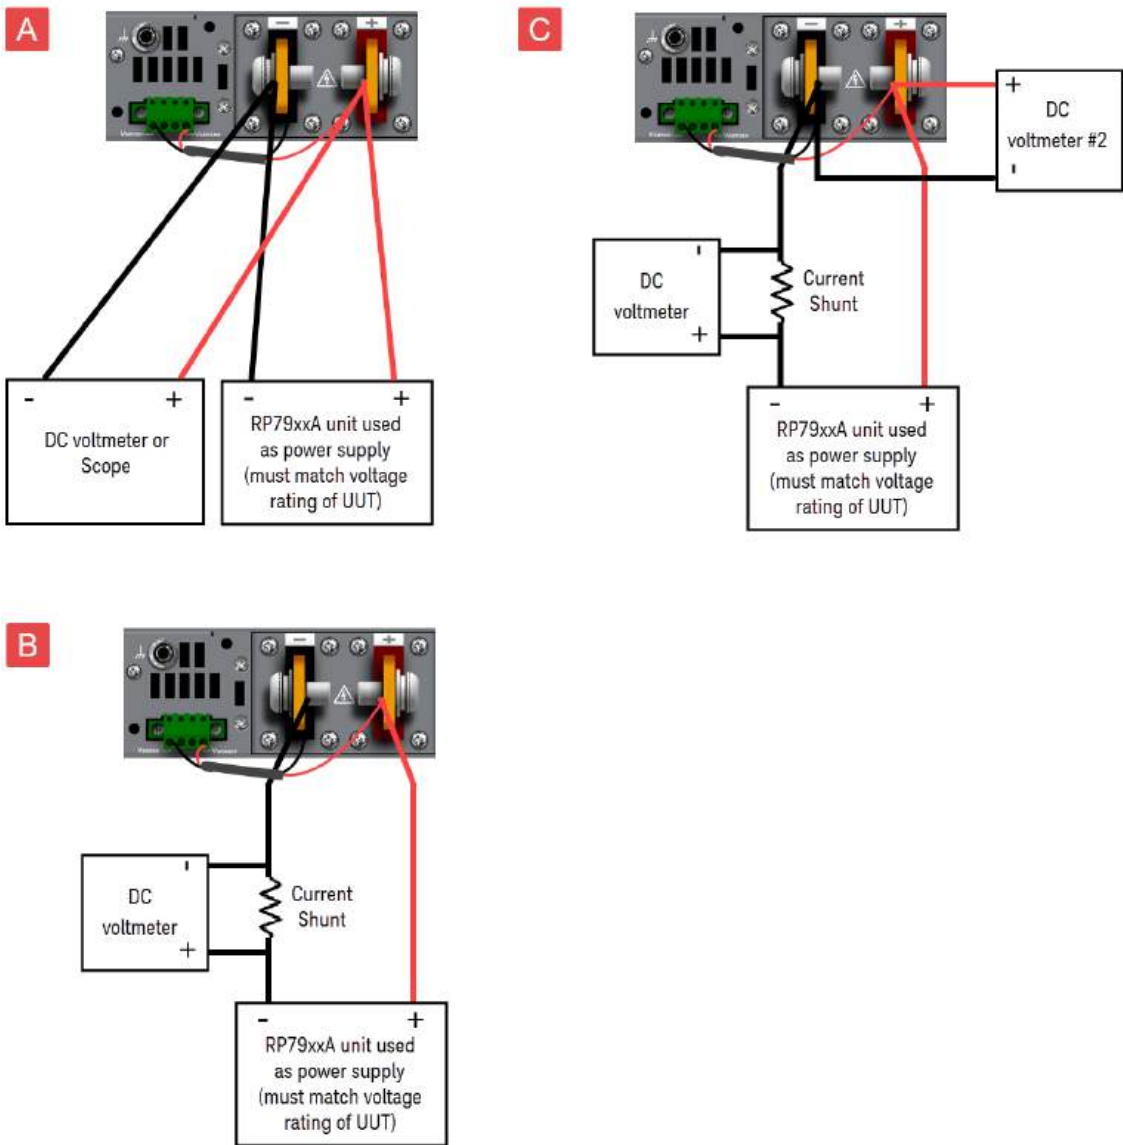 A
-
+
-
+
DC voltmeter or
Scope
-
+
RP79xxA unit used
as power supply
(must match voltage
rating of UUT)
C
-
+
+
DC
voltmeter #2
-
-
DC
voltmeter
+
Current
Shunt
-
+
RP79xxA unit used
as power supply
(must match voltage
rating of UUT)
B
-
+
-
DC
voltmeter
+
Current
Shunt
-
+
RP79xxA unit used
as power supply
(must match voltage
rating of UUT)